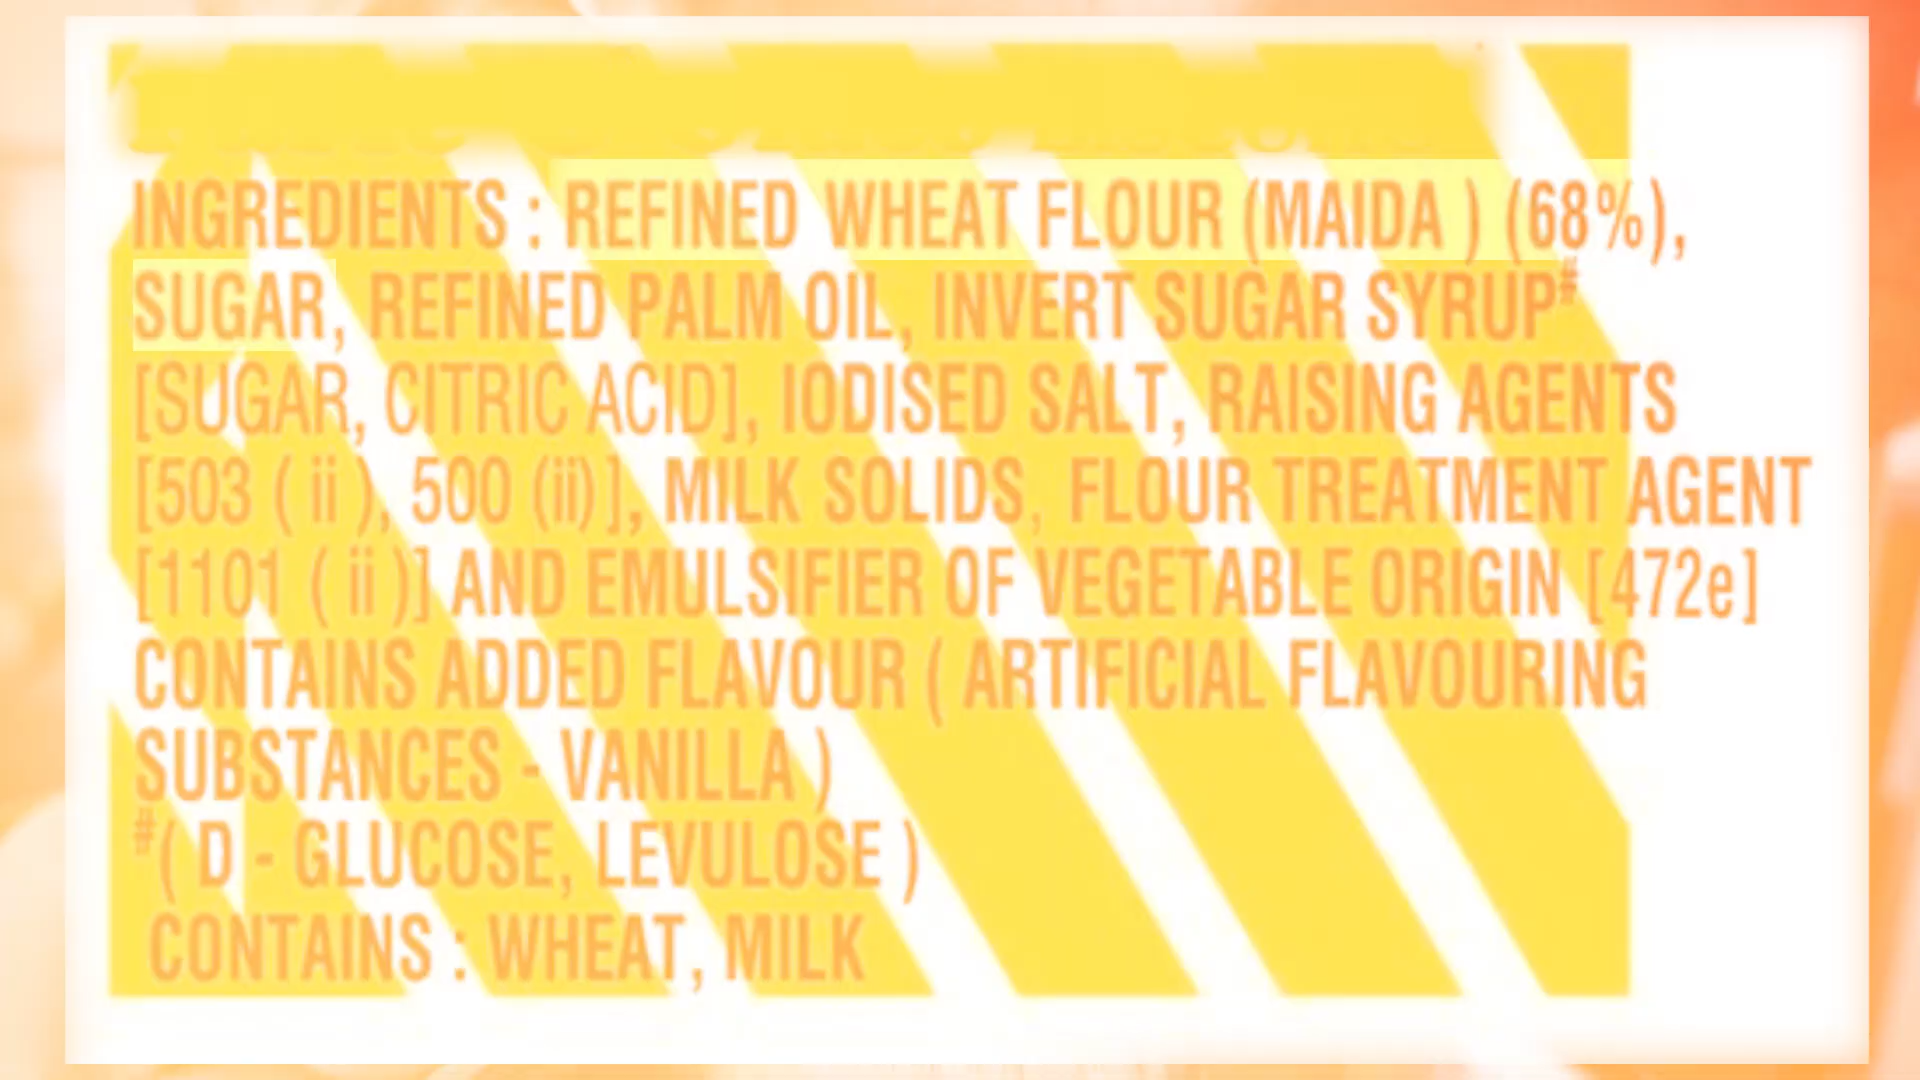 INGREDIENTS : REFINED WHEAT FLOUR (MAIDA ) (68%),
SUGAR, REFINED PALM OIL, INVERT SUGAR SYRUP#
[SUGAR, CITRIC ACID], IODISED SALT, RAISING AGENTS
[503 ( ii ), 500 (ii)], MILK SOLIDS, FLOUR TREATMENT AGENT
[1101 ( ii )] AND EMULSIFIER OF VEGETABLE ORIGIN [472e]
CONTAINS ADDED FLAVOUR ( ARTIFICIAL FLAVOURING
SUBSTANCES - VANILLA )
#( D - GLUCOSE, LEVULOSE )
CONTAINS : WHEAT, MILK